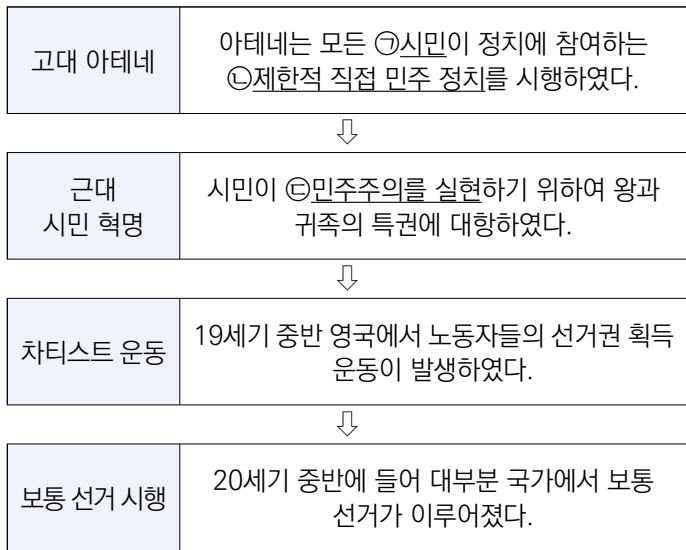 고대 아테네
아테네는 모든 ㉠시민이 정치에 참여하는
㉡제한적 직접 민주 정치를 시행하였다.
⇩
근대
시민 혁명
시민이 ㉢민주주의를 실현하기 위하여 왕과
귀족의 특권에 대항하였다.
⇩
차티스트 운동
19세기 중반 영국에서 노동자들의 선거권 획득
운동이 발생하였다.
⇩
보통 선거 시행
20세기 중반에 들어 대부분 국가에서 보통
선거가 이루어졌다.